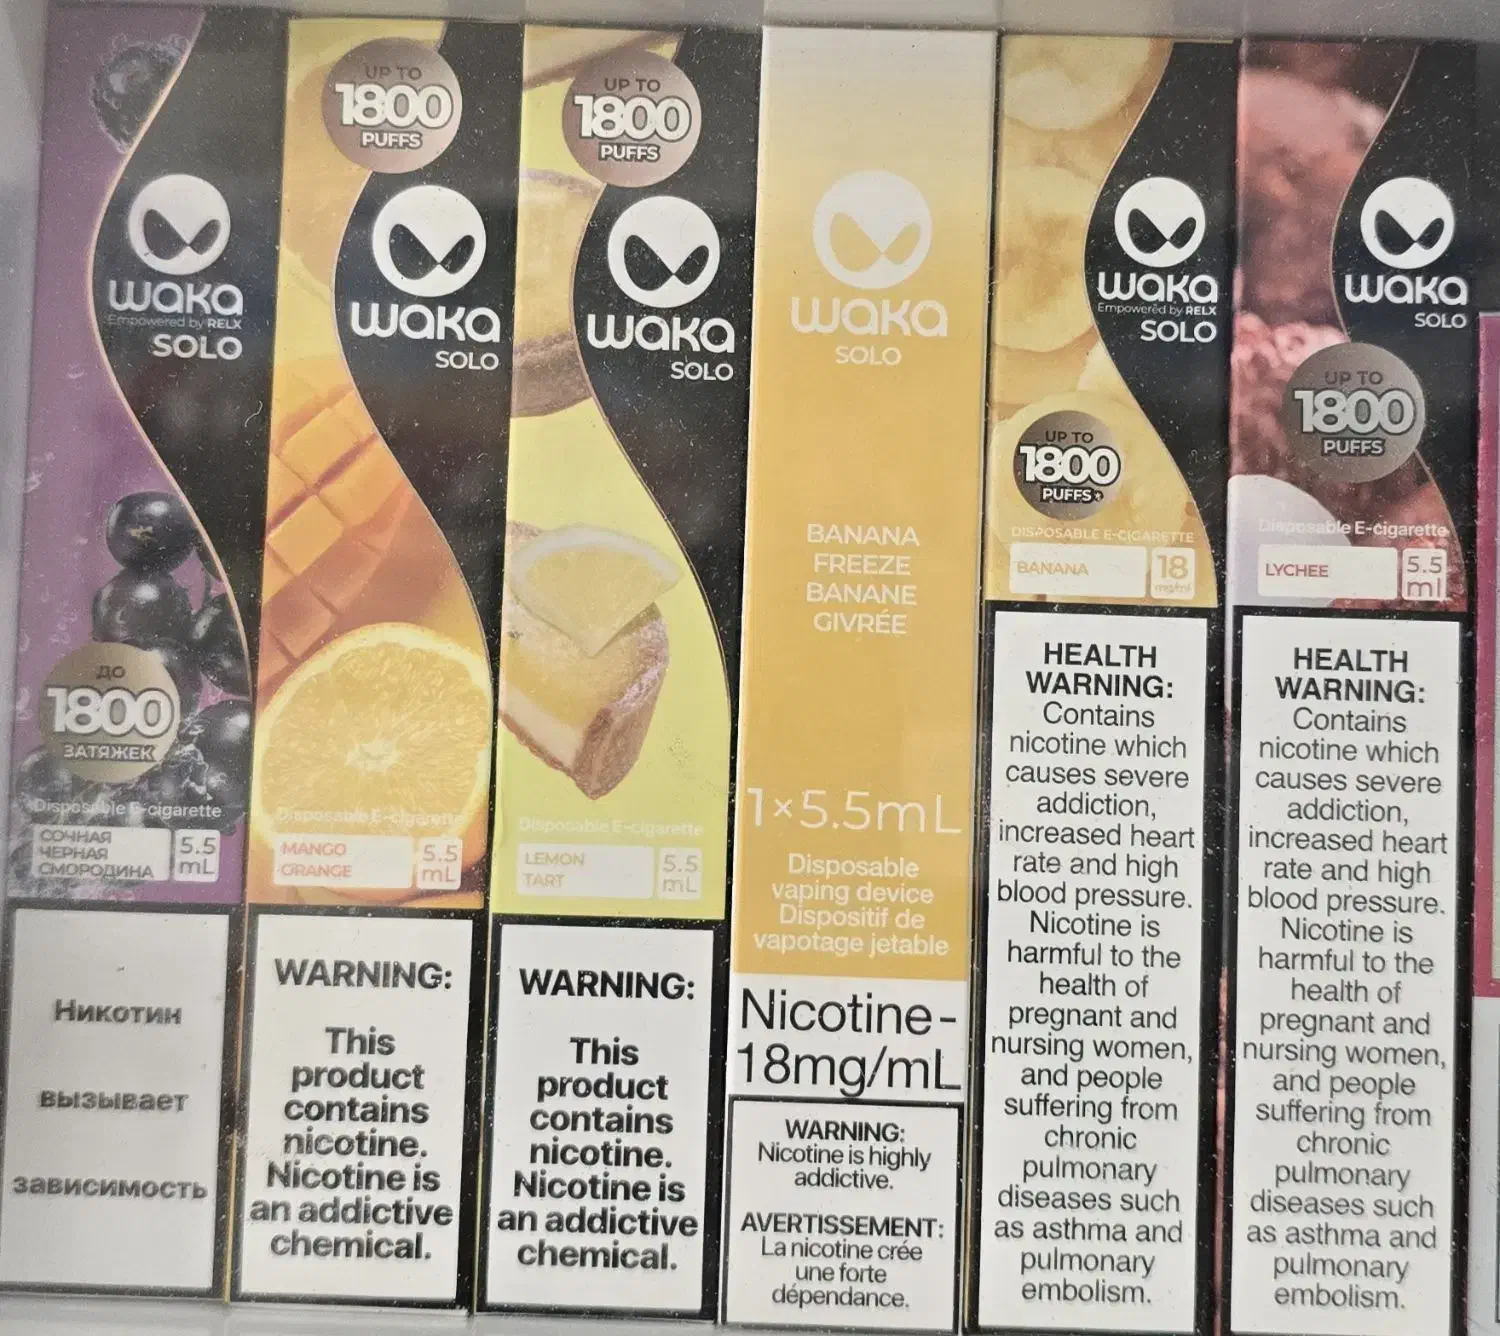 WAKA
Empowered by RELX
SOLO
ДО
1800
ЗАТЯЖЕК
Disposable E-cigarette
СОЧНАЯ
ЧЕРНАЯ
СМОРОДИНА
5.5
mL
Никотин
вызывает
зависимость
UP TO
1800
PUFFS
WAKA
SOLO
Disposable E-cigarette
MANGO
ORANGE
5.5
mL
WARNING:
This
product
contains
nicotine.
Nicotine is
an addictive
chemical.
UP TO
1800
PUFFS
WAKA
SOLO
Disposable E-cigarette
LEMON
TART
5.5
mL
WARNING:
This
product
contains
nicotine.
Nicotine is
an addictive
chemical.
WAKA
SOLO
BANANA
FREEZE
BANANE
GIVRÉE
1×5.5mL
Disposable
vaping device
Dispositif de
vapotage jetable
Nicotine-
18mg/mL
WARNING:
Nicotine is highly
addictive.
AVERTISSEMENT:
La nicotine crée
une forte
dépendance.
WAKA
Empowered by RELX
SOLO
UP TO
1800
PUFFS*
DISPOSABLE E-CIGARETTE
BANANA
18
mg/ml
HEALTH
WARNING:
Contains
nicotine which
causes severe
addiction,
increased heart
rate and high
blood pressure.
Nicotine is
harmful to the
health of
pregnant and
nursing women,
and people
suffering from
chronic
pulmonary
diseases such
as asthma and
pulmonary
embolism.
WAKA
SOLO
UP TO
1800
PUFFS
Disposable E-cigarette
LYCHEE
5.5
ml
HEALTH
WARNING:
Contains
nicotine which
causes severe
addiction,
increased heart
rate and high
blood pressure.
Nicotine is
harmful to the
health of
pregnant and
nursing women,
and people
suffering from
chronic
pulmonary
diseases such
as asthma and
pulmonary
embolism.